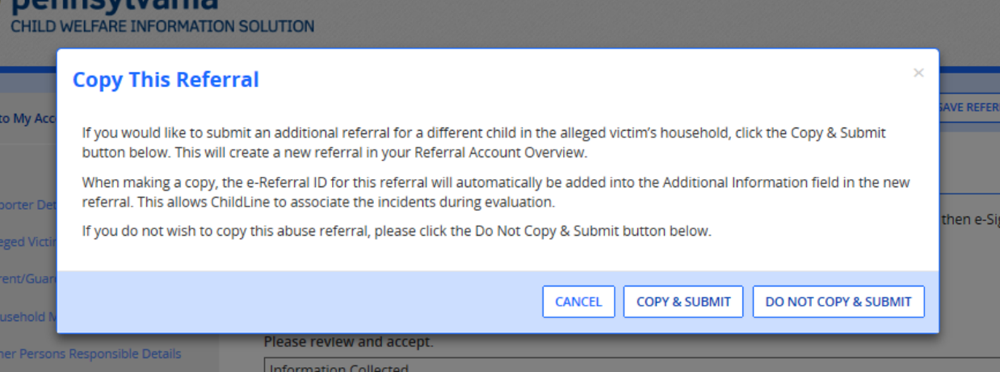 pennsylvania
CHILD WELFARE INFORMATION SOLUTION
Copy This Referral
×
to My Acc
SAVE REFER
If you would like to submit an additional referral for a different child in the alleged victim's household, click the Copy & Submit
button below. This will create a new referral in your Referral Account Overview.
When making a copy, the e-Referral ID for this referral will automatically be added into the Additional Information field in the new
referral. This allows ChildLine to associate the incidents during evaluation.
porter Det
then e-Sig
If you do not wish to copy this abuse referral, please click the Do Not Copy & Submit button below.
eged Victi
rent/Guar
CANCEL
COPY & SUBMIT
DO NOT COPY & SUBMIT
usehold M
Please review and accept.
her Persons Responsible Details
Information Collected